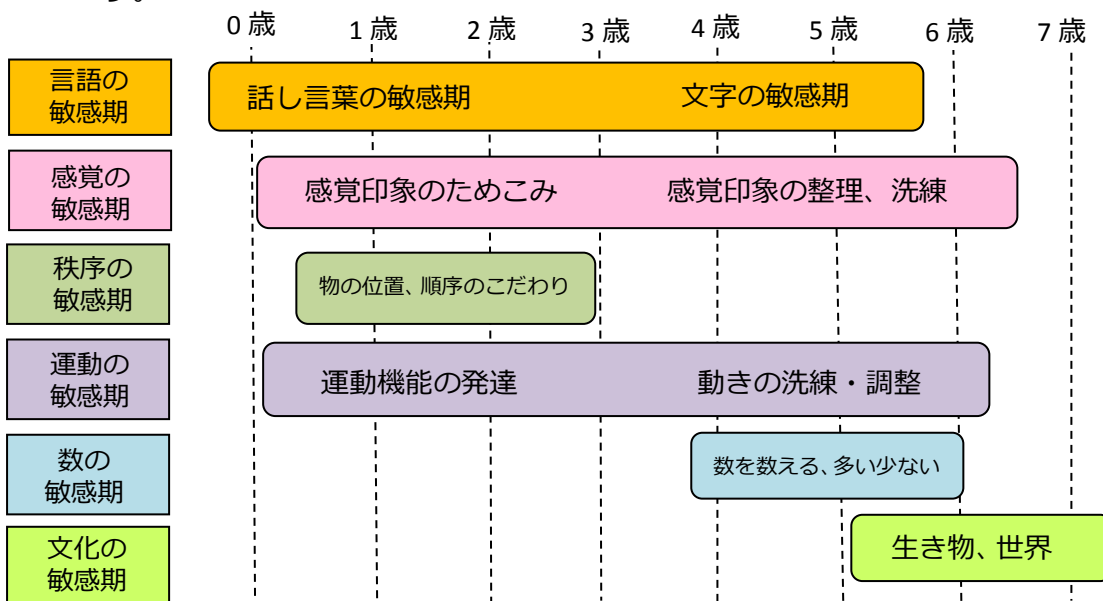 す。
0歳 1歳 2歳 3歳 4歳 5歳 6歳 7歳
言語の
敏感期
話し言葉の敏感期 文字の敏感期
感覚の
敏感期
感覚印象のためこみ 感覚印象の整理、洗練
秩序の
敏感期
物の位置、順序のこだわり
運動の
敏感期
運動機能の発達 動きの洗練・調整
数の
敏感期
数を数える、多い少ない
文化の
敏感期
生き物、世界